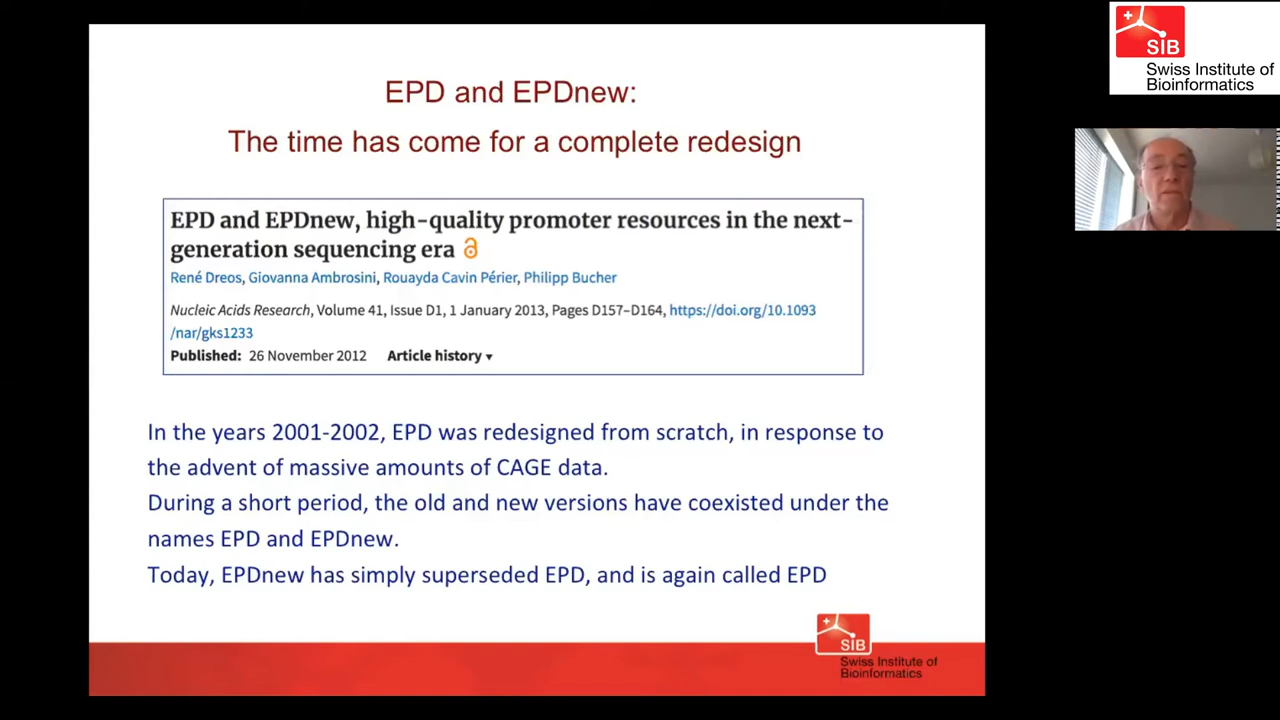 EPD and EPDnew:
The time has come for a complete redesign
EPD and EPDnew, high-quality promoter resources in the next-
generation sequencing era
René Dreos, Giovanna Ambrosini, Rouayda Cavin Périer, Philipp Bucher
Nucleic Acids Research, Volume 41, Issue D1, 1 January 2013, Pages D157–D164, https://doi.org/10.1093
/nar/gks1233
Published: 26 November 2012 Article history ▾
In the years 2001-2002, EPD was redesigned from scratch, in response to
the advent of massive amounts of CAGE data.
During a short period, the old and new versions have coexisted under the
names EPD and EPDnew.
Today, EPDnew has simply superseded EPD, and is again called EPD
SIB
Swiss Institute of
Bioinformatics
SIB
Swiss Institute of
Bioinformatics